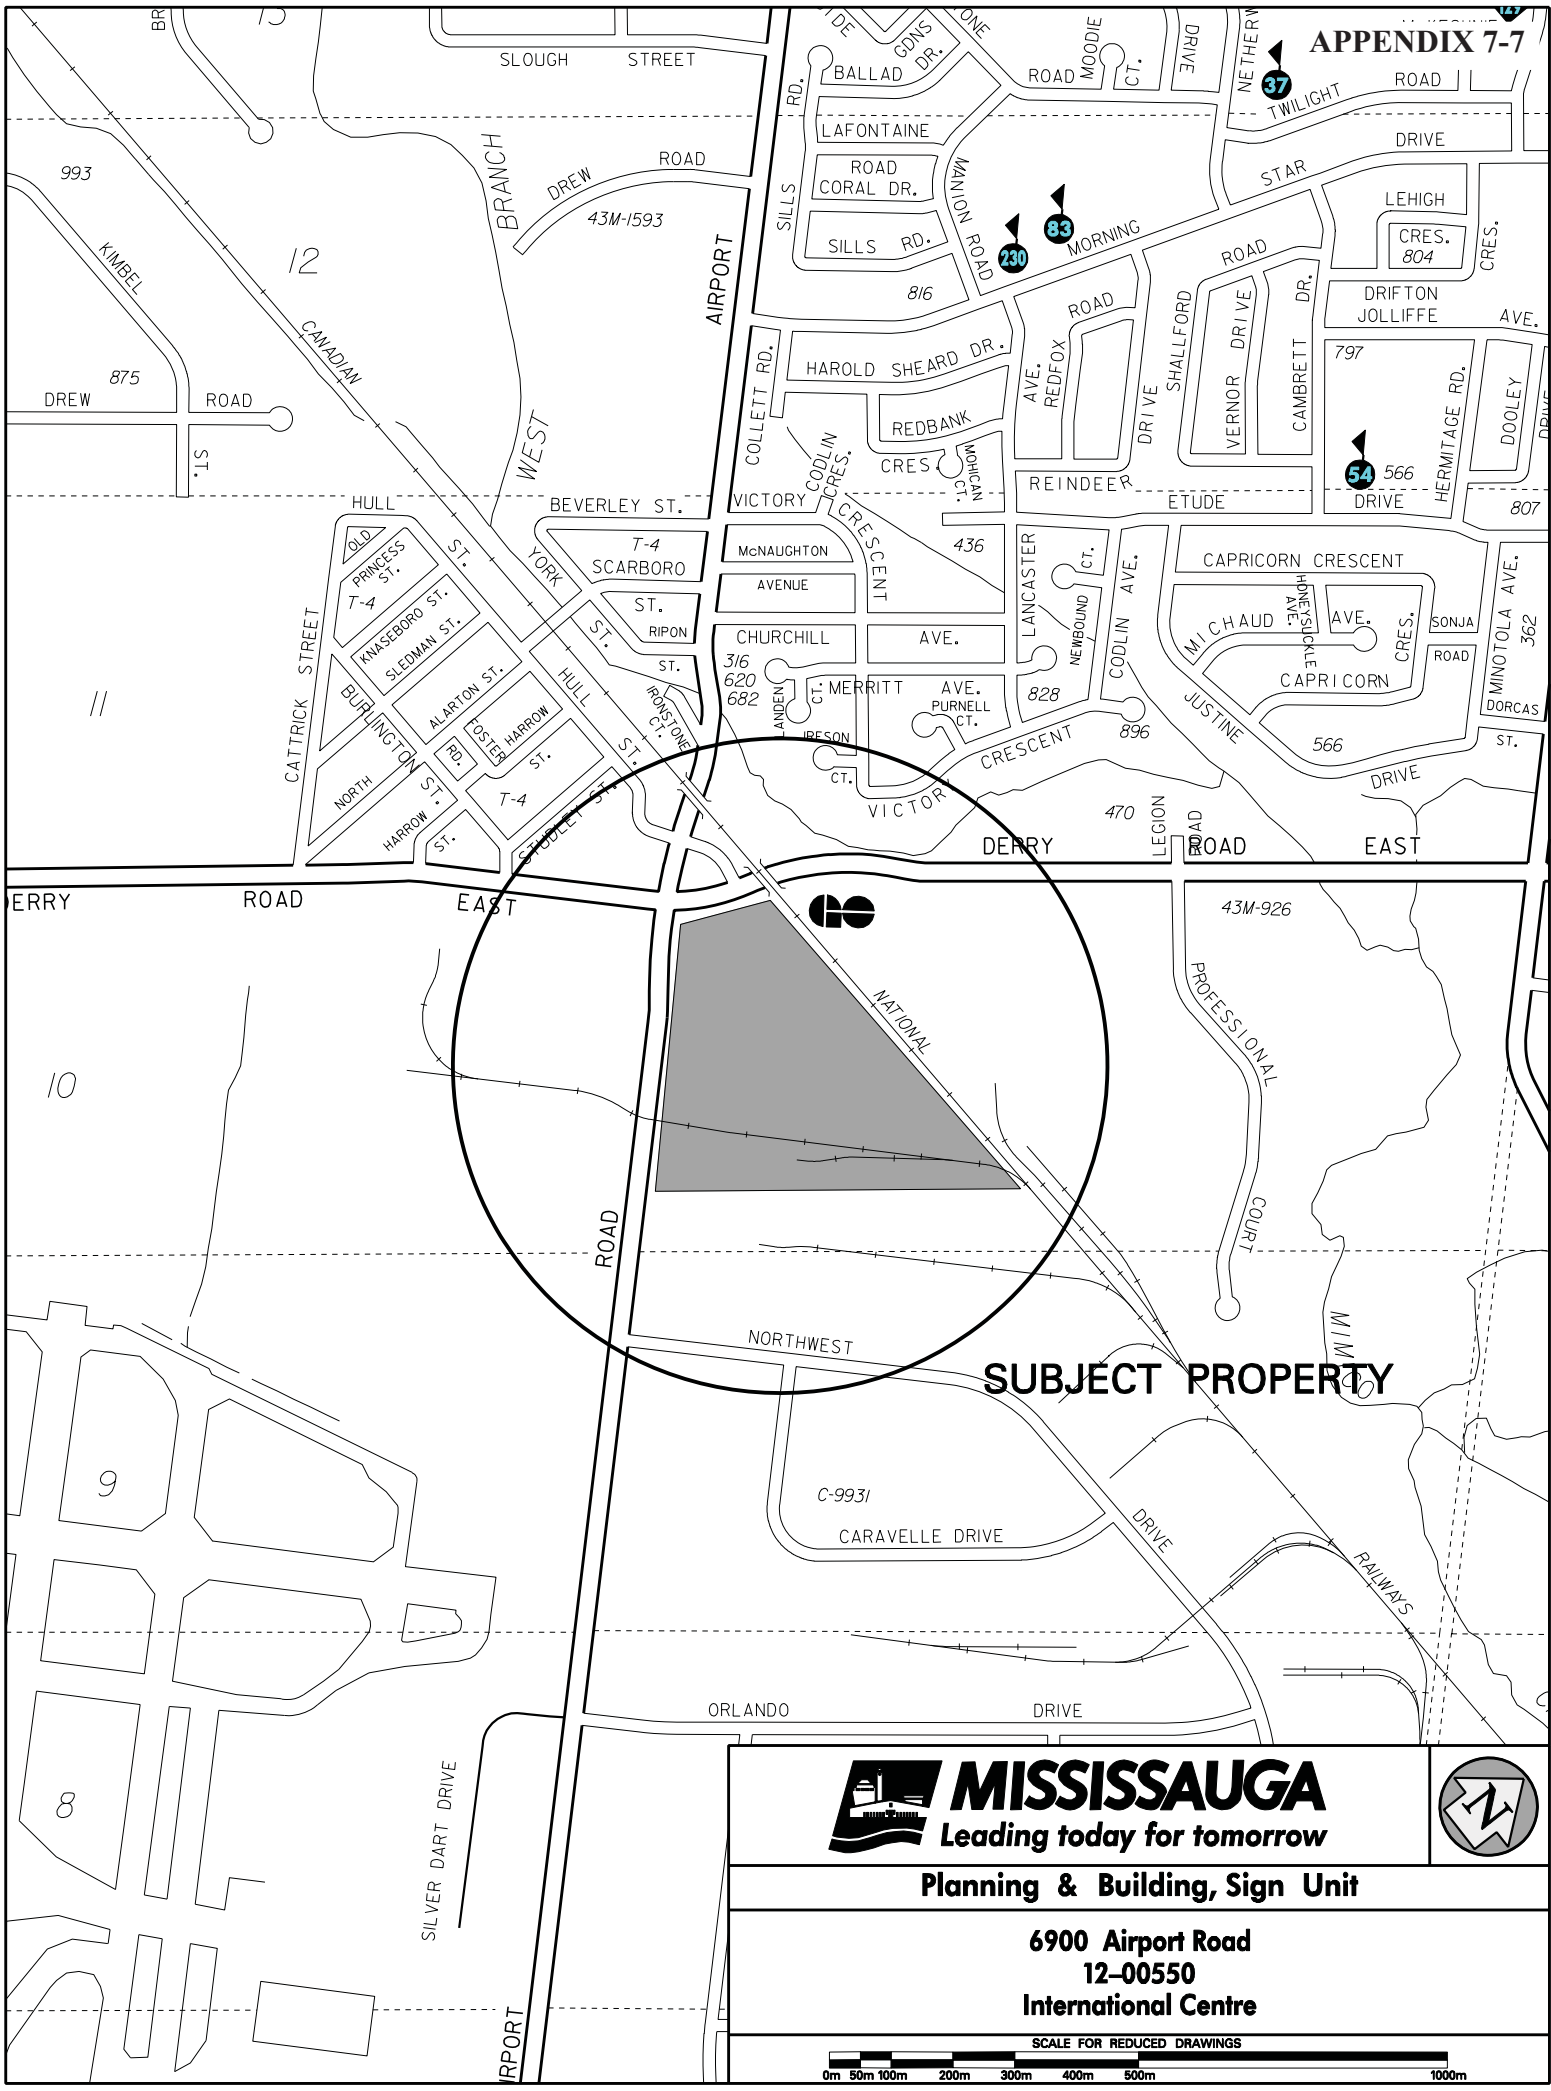 APPENDIX 7-7
13
SLOUGH STREET
GDNS
DR.
BALLAD
RD.
ROAD
MOODIE
CT.
DRIVE
37
TWILIGHT ROAD
993
BRANCH
DREW ROAD
43M-1593
LAFONTAINE
ROAD
CORAL DR.
SILLS
SILLS RD.
MANION ROAD
83
230
MORNING STAR DRIVE
LEHIGH
CRES.
804
CRES.
12
KIMBEL
ST.
CANADIAN
AIRPORT
816
ROAD
DRIFTON
JOLLIFFE AVE.
797
875
DREW ROAD
WEST
COLLETT RD.
HAROLD SHEARD DR.
REDBANK
CRES.
MOHICAN
CT.
AVE.
REDFOX
ROAD
DRIVE
SHALLFORD
VERNOR DRIVE
CAMBRETT DR.
HERMITAGE RD.
DOOLEY
DRIVE
54
566
807
HULL
ST.
BEVERLEY ST.
VICTORY
CRESCENT
CODLIN
CRES.
REINDEER
ETUDE DRIVE
OLD
PRINCESS
ST.
T-4
YORK
ST.
T-4
SCARBORO
ST.
McNAUGHTON
AVENUE
436
LANCASTER
CT.
NEWBOUND
CODLIN AVE.
CAPRICORN CRESCENT
KNASEBORO ST.
SLEDMAN ST.
RIPON
ST.
CHURCHILL AVE.
MICHAUD AVE.
HONEYSUCKLE
AVE.
CRES.
SONJA
ROAD
MINOTOLA AVE.
362
CATTRICK STREET
BURLINGTON ST.
ALARTON ST.
HULL
ST.
IRONSTONE
CT.
316
620
682
LANDEN
CT.
MERRITT AVE.
PURNELL
CT.
828
896
JUSTINE
DRIVE
CAPRICORN
DORCAS
ST.
11
FOSTER
RD.
HARROW
ST.
NORTH
HARROW
ST.
T-4
STUDLEY ST.
IRESON
CT.
VICTOR
CRESCENT
470
LEGION
ROAD
566
DERRY ROAD EAST
ROAD
EAST
GO
43M-926
NATIONAL
PROFESSIONAL
COURT
10
ROAD
NORTHWEST
DRIVE
SUBJECT PROPERTY
MIMICO
9
C-9931
CARAVELLE DRIVE
RAILWAYS
8
SILVER DART DRIVE
ORLANDO DRIVE
MISSISSAUGA
Leading today for tomorrow
N
Planning & Building, Sign Unit
6900 Airport Road
12-00550
International Centre
SCALE FOR REDUCED DRAWINGS
0m 50m 100m 200m 300m 400m 500m 1000m